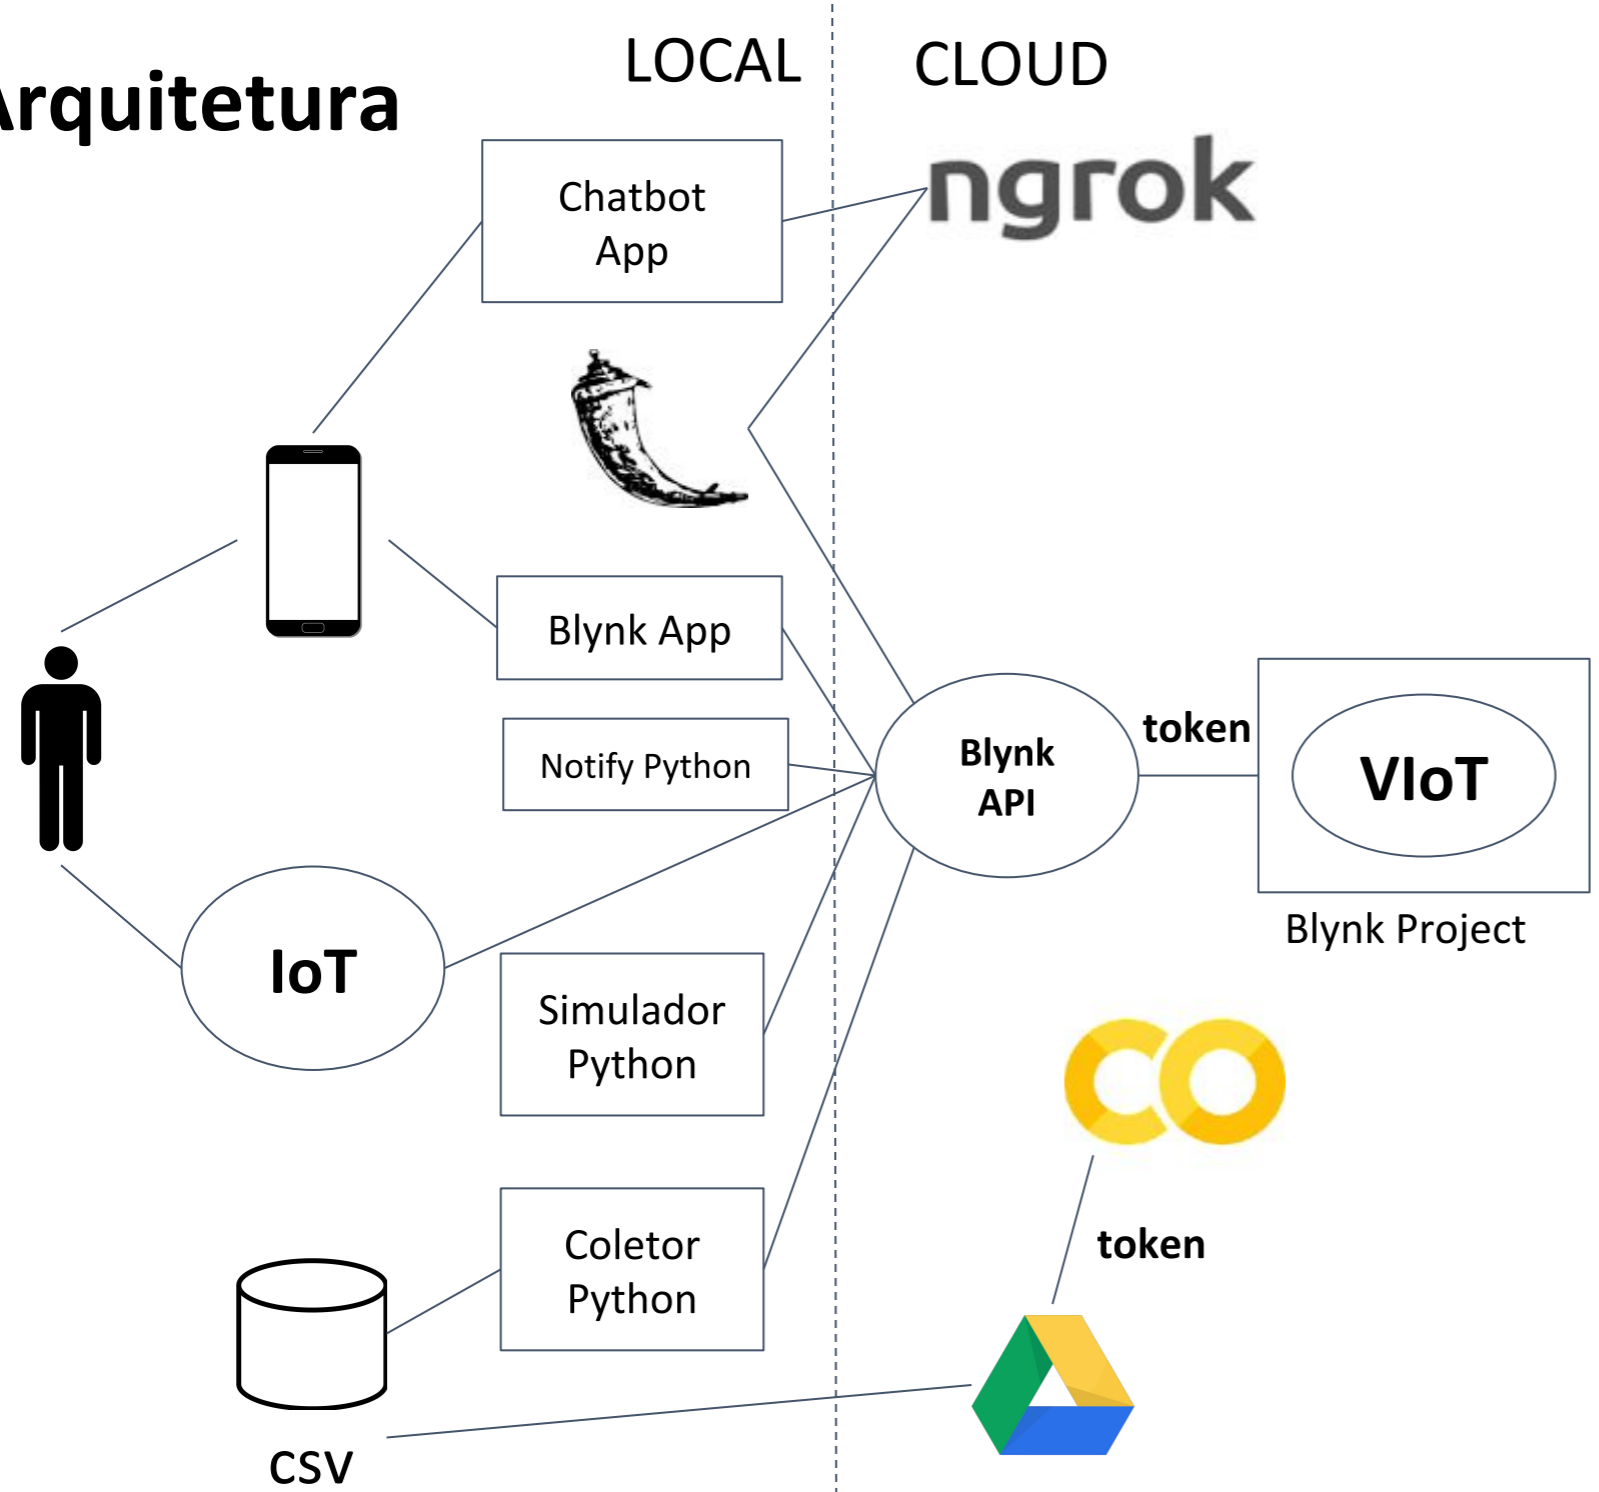 Arquitetura
LOCAL
CLOUD
ngrok
Chatbot
App
Blynk App
Notify Python
Blynk
API
token
VIoT
Blynk Project
IoT
Simulador
Python
Coletor
Python
token
csv